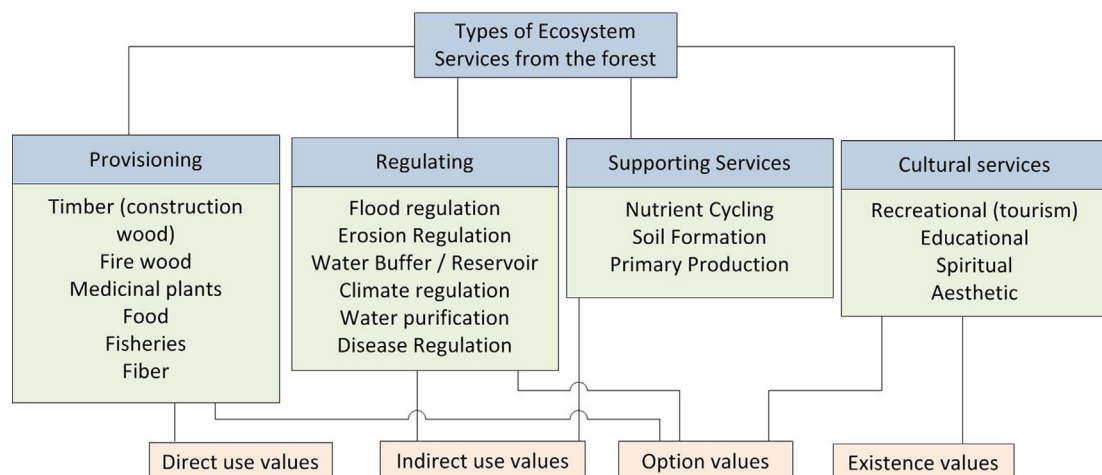 Types of Ecosystem
Services from the forest
Provisioning
Timber (construction
wood)
Fire wood
Medicinal plants
Food
Fisheries
Fiber
Regulating
Flood regulation
Erosion Regulation
Water Buffer / Reservoir
Climate regulation
Water purification
Disease Regulation
Supporting Services
Nutrient Cycling
Soil Formation
Primary Production
Cultural services
Recreational (tourism)
Educational
Spiritual
Aesthetic
Direct use values
Indirect use values
Option values
Existence values